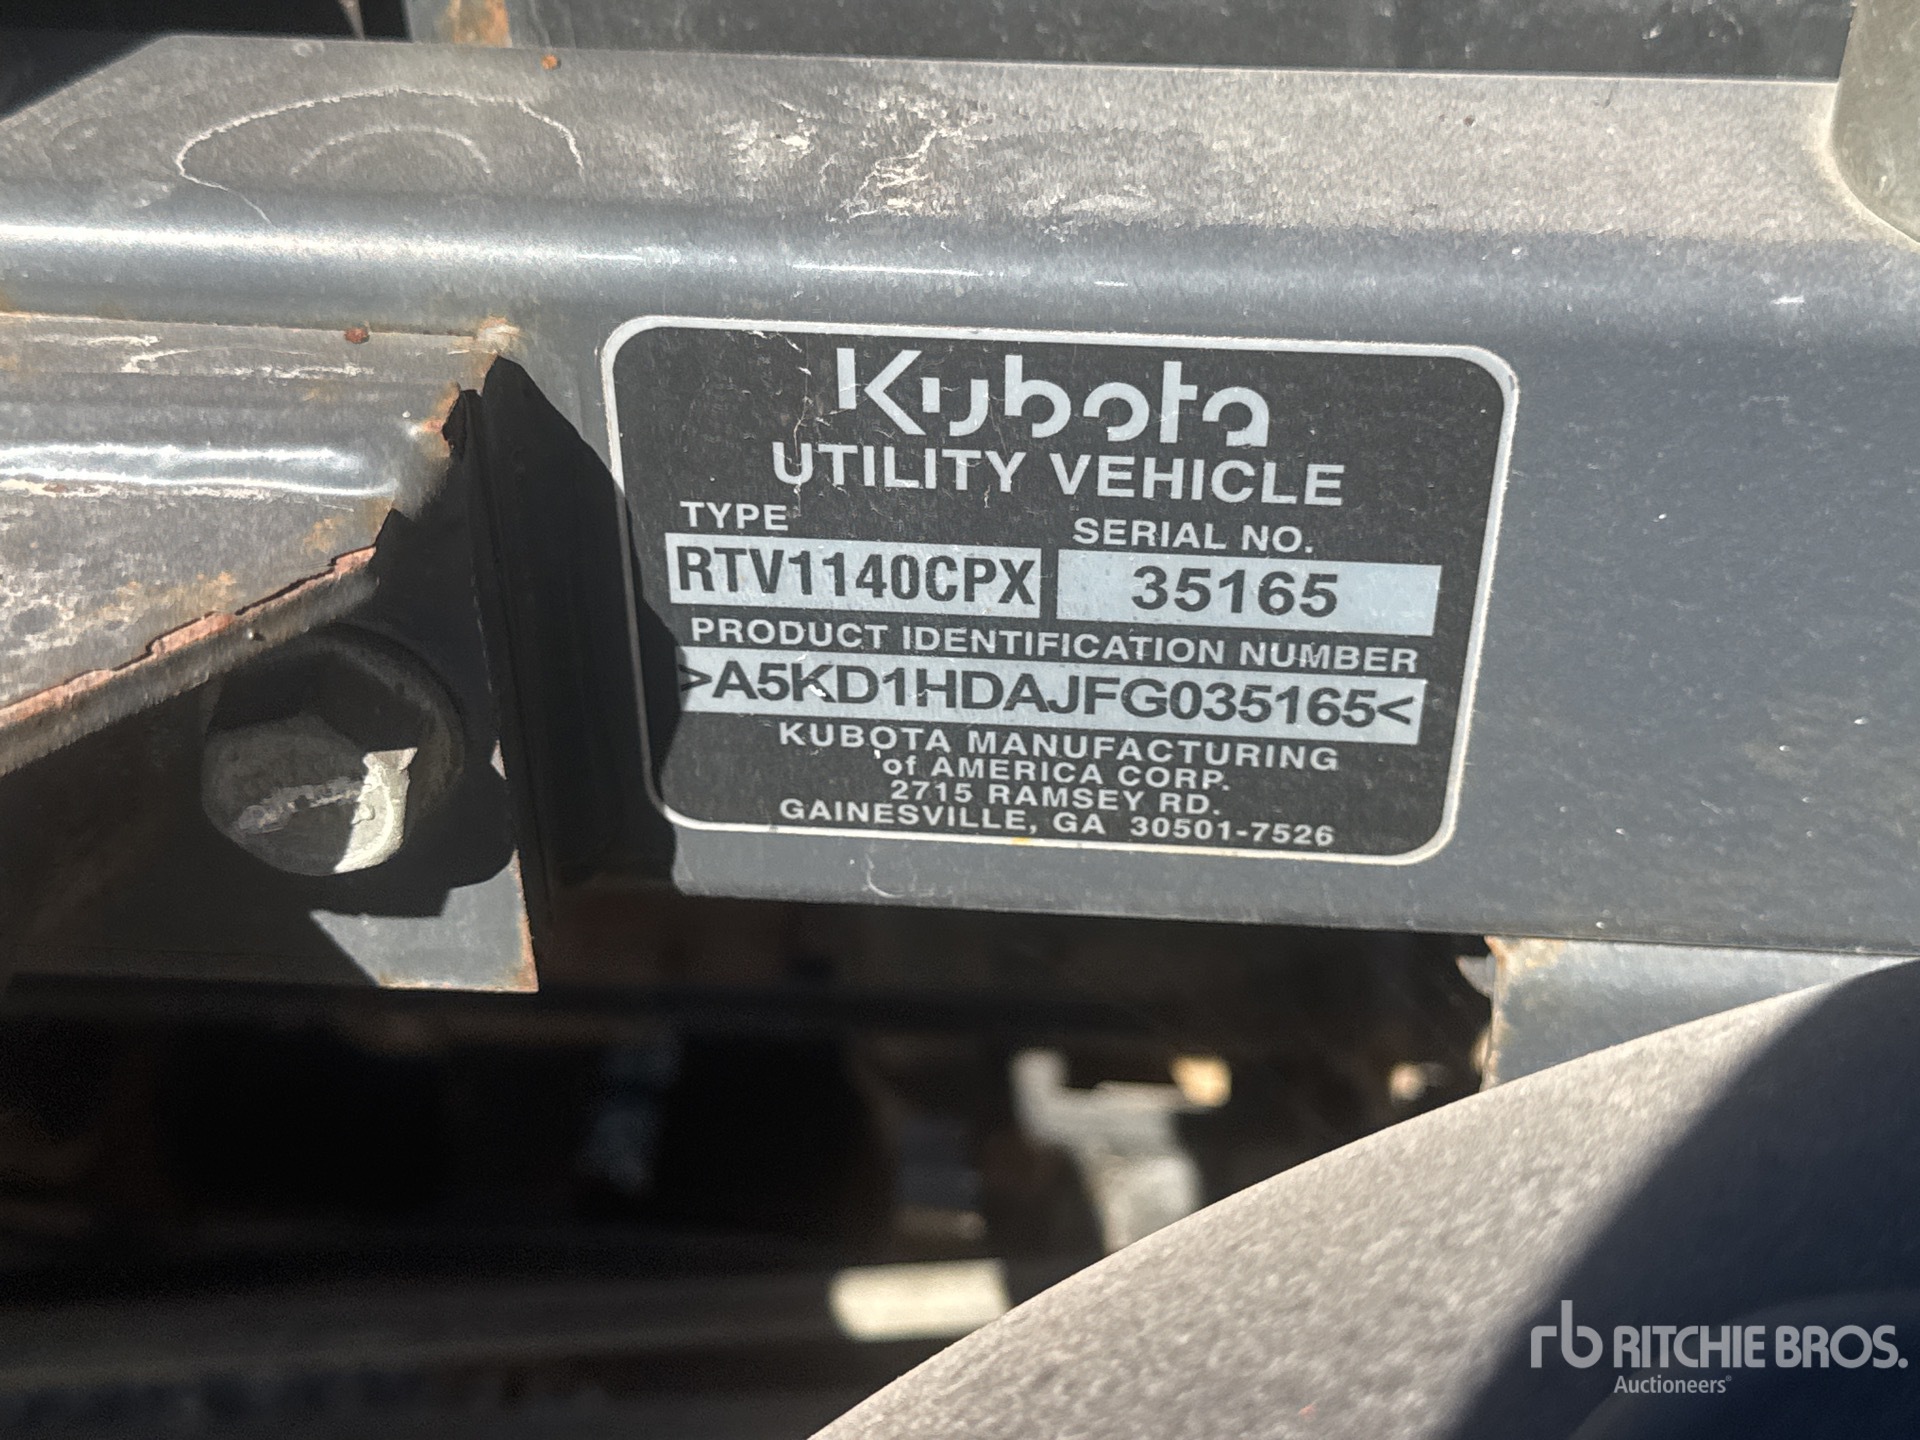 Kubota
UTILITY VEHICLE
TYPE SERIAL NO.
RTV1140CPX 35165
PRODUCT IDENTIFICATION NUMBER
>A5KD1HDAJFG035165<
KUBOTA MANUFACTURING
of AMERICA CORP.
2715 RAMSEY RD.
GAINESVILLE, GA 30501-7526
rb RITCHIE BROS.
Auctioneers®